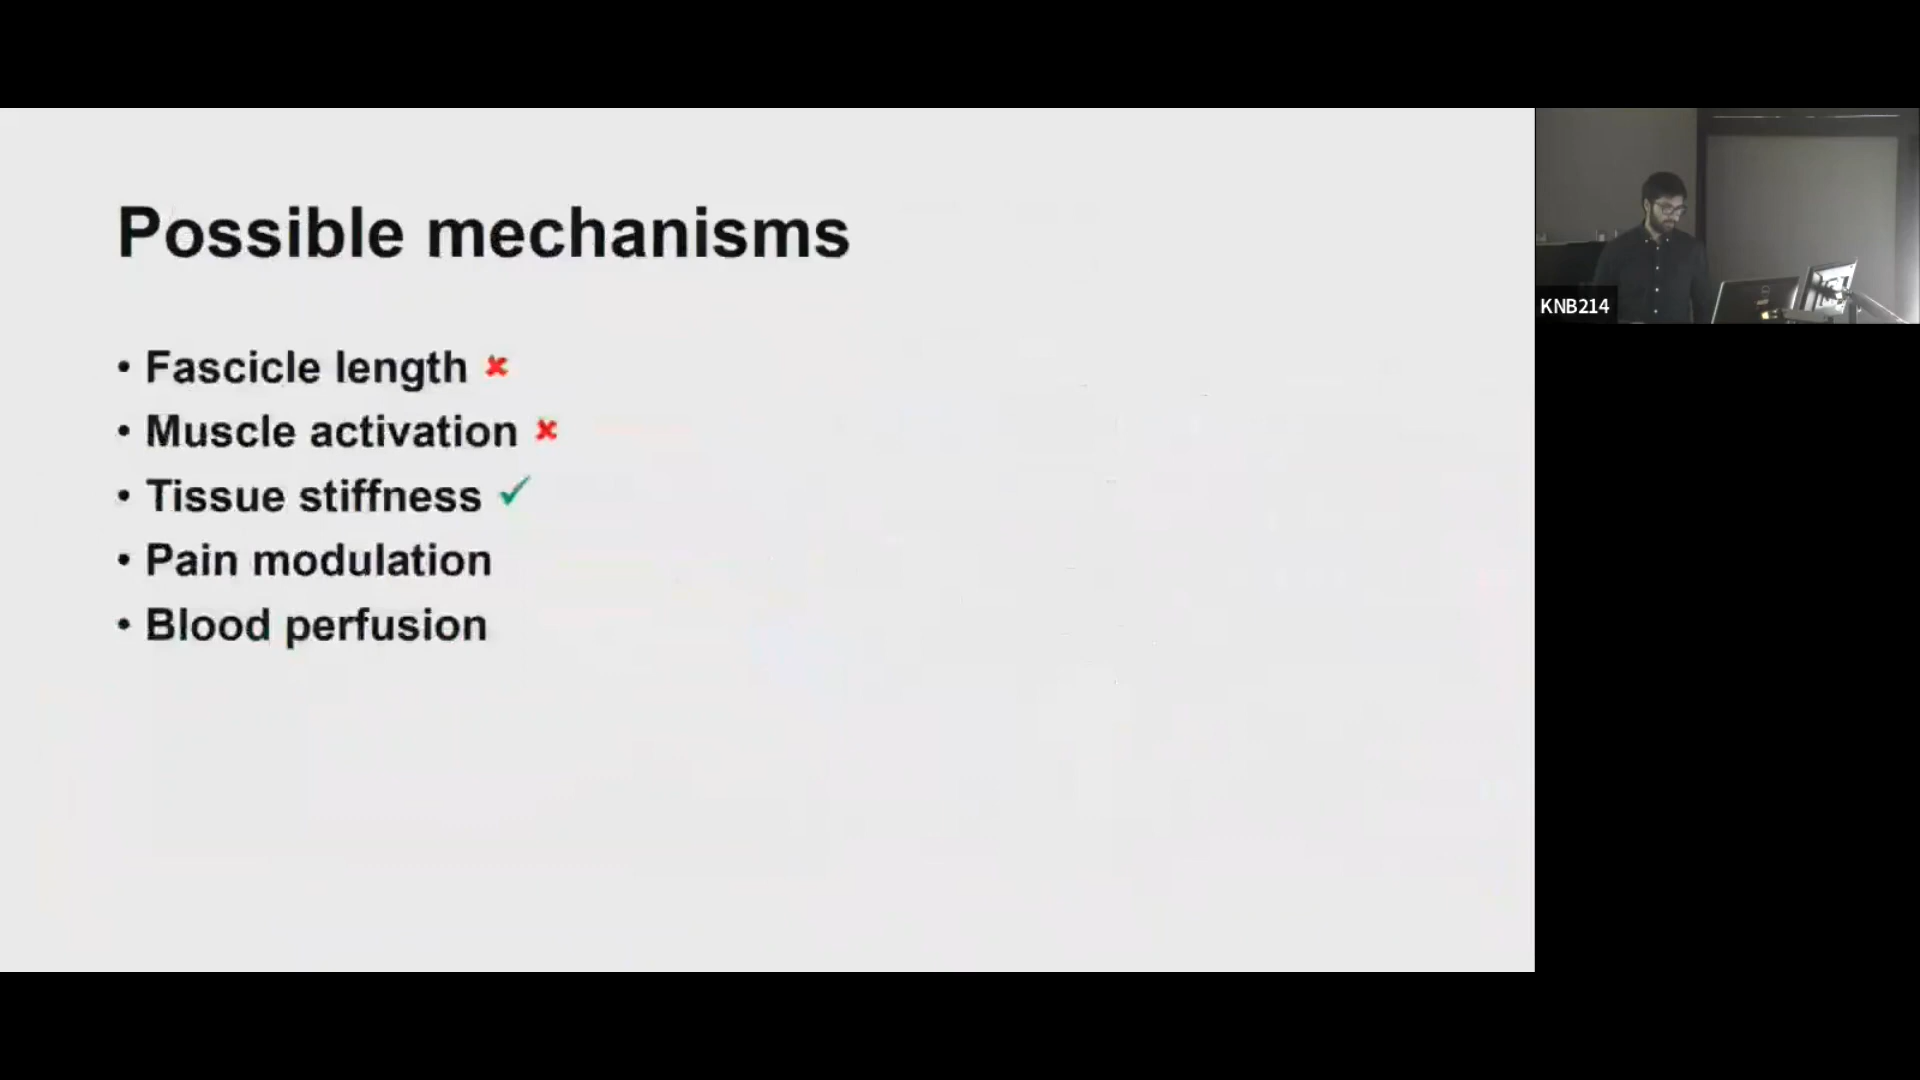 Possible mechanisms
• Fascicle length ✖
• Muscle activation ✖
• Tissue stiffness ✓
• Pain modulation
• Blood perfusion
KNB214